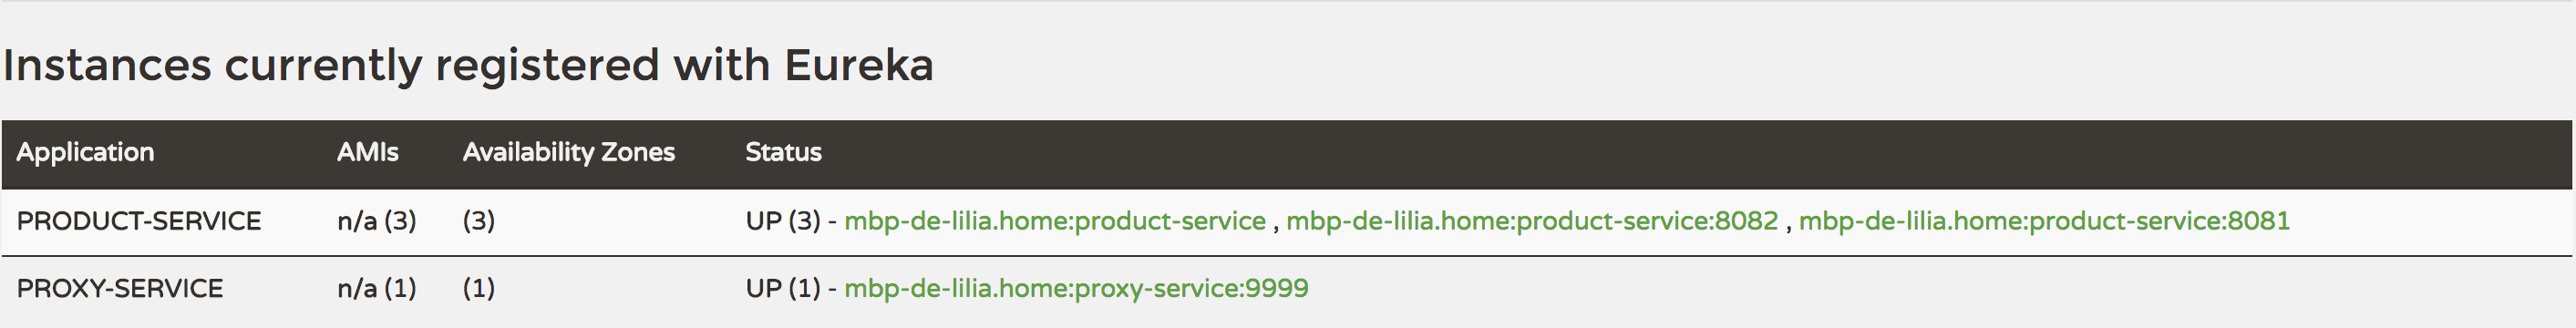 Instances currently registered with Eureka
Application AMIs Availability Zones Status
PRODUCT-SERVICE n/a (3) (3) UP (3) - mbp-de-lilia.home:product-service , mbp-de-lilia.home:product-service:8082 , mbp-de-lilia.home:product-service:8081
PROXY-SERVICE n/a (1) (1) UP (1) - mbp-de-lilia.home:proxy-service:9999